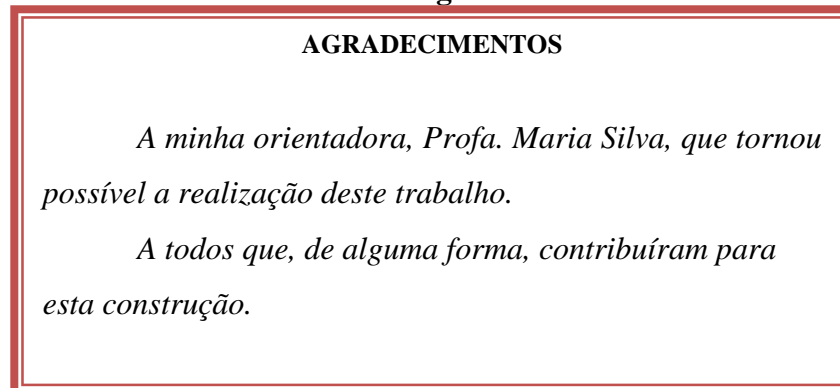 AGRADECIMENTOS
A minha orientadora, Profa. Maria Silva, que tornou
possível a realização deste trabalho.
A todos que, de alguma forma, contribuíram para
esta construção.